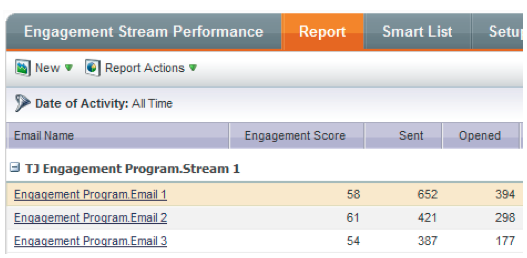 Engagement Stream Performance Report Smart List Setu
New Report Actions
Date of Activity: All Time
Email Name Engagement Score Sent Opened
TJ Engagement Program.Stream 1
Engagement Program.Email 1 58 652 394
Engagement Program.Email 2 61 421 298
Engagement Program.Email 3 54 387 177